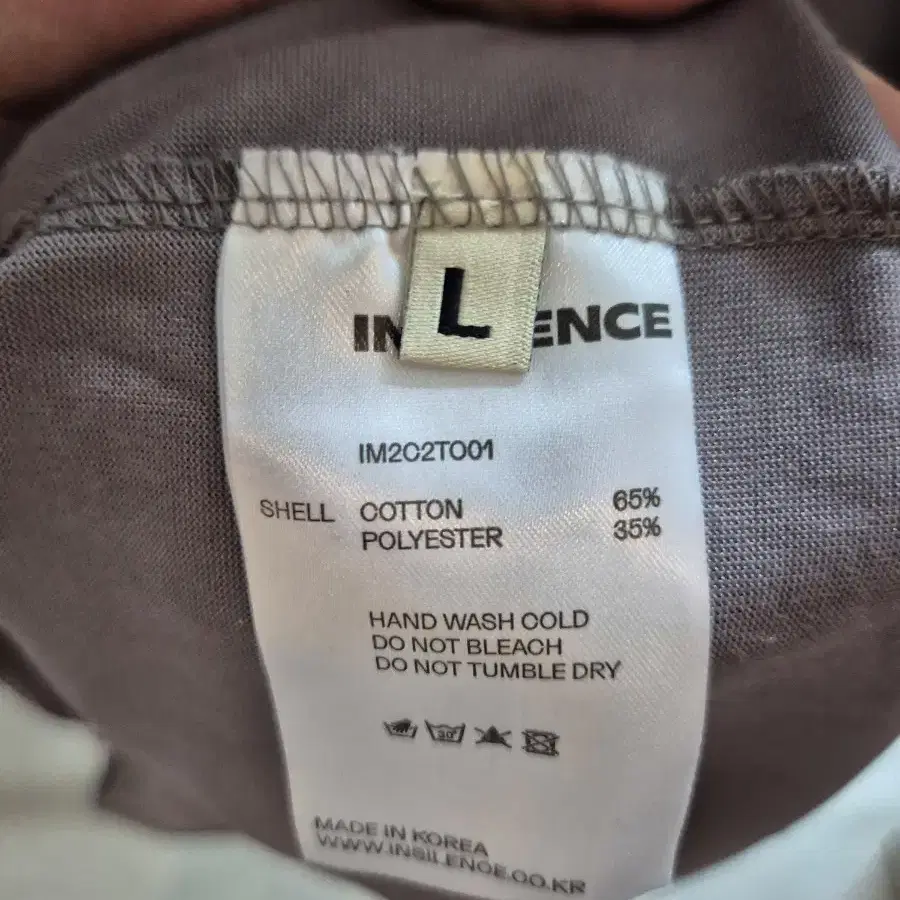 L
IN ENCE
IM2C2TO01
SHELL COTTON 65%
POLYESTER 35%
HAND WASH COLD
DO NOT BLEACH
DO NOT TUMBLE DRY
30°
MADE IN KOREA
WWW.INSILENCE.CO.KR